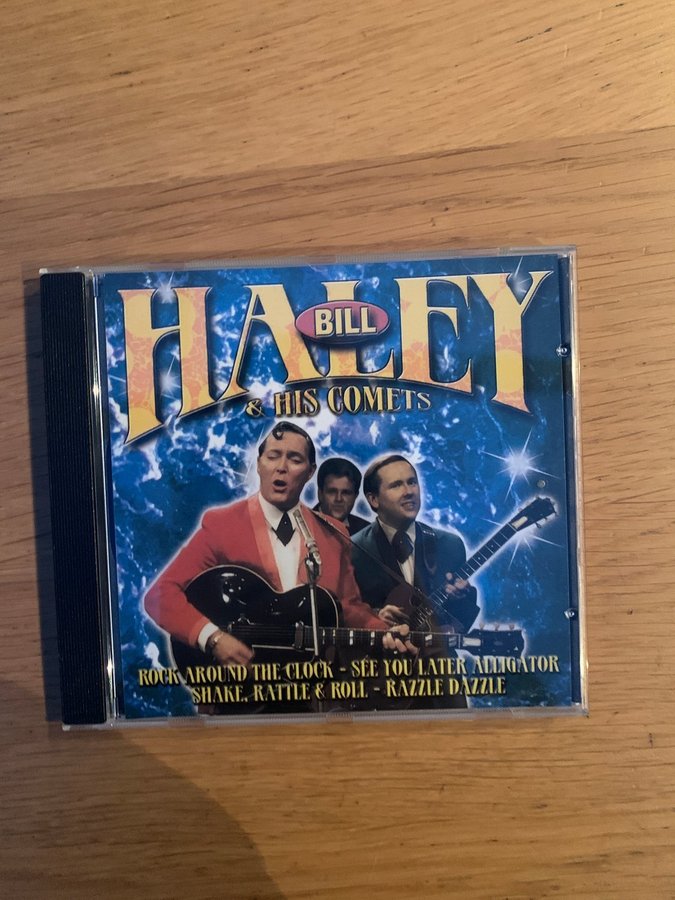 HALEY
BILL
& HIS COMETS
ROCK AROUND THE CLOCK - SEE YOU LATER ALLIGATOR
SHAKE, RATTLE & ROLL - RAZZLE DAZZLE